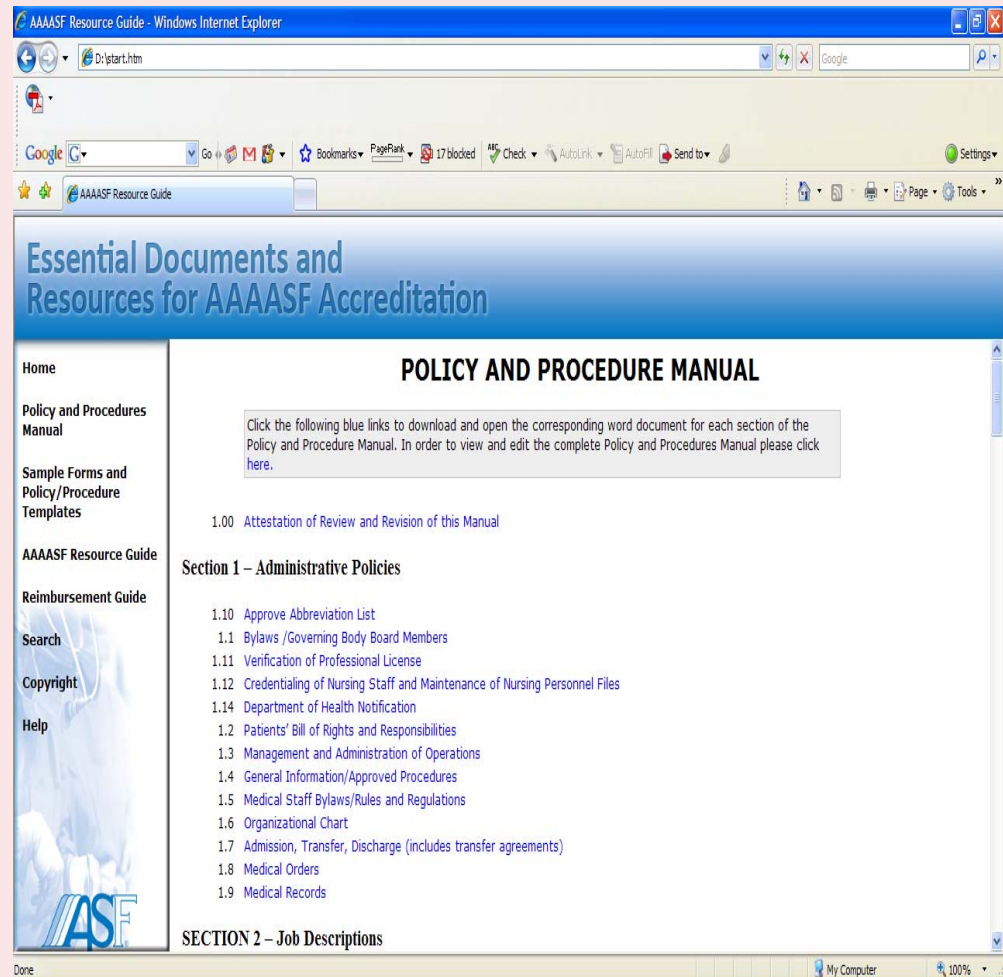 AAAASF Resource Guide - Windows Internet Explorer
D:\start.htm
Google
Google G
Go
Bookmarks
PageRank
17 blocked
ABC Check
AutoLink
AutoFill
Send to
Settings
AAAASF Resource Guide
Page
Tools
»
Essential Documents and
Resources for AAAASF Accreditation
Home
Policy and Procedures
Manual
Sample Forms and
Policy/Procedure
Templates
AAAASF Resource Guide
Reimbursement Guide
Search
Copyright
Help
ASF
POLICY AND PROCEDURE MANUAL
Click the following blue links to download and open the corresponding word document for each section of the
Policy and Procedure Manual. In order to view and edit the complete Policy and Procedures Manual please click
here.
1.00 Attestation of Review and Revision of this Manual
Section 1 – Administrative Policies
1.10 Approve Abbreviation List
1.1 Bylaws /Governing Body Board Members
1.11 Verification of Professional License
1.12 Credentialing of Nursing Staff and Maintenance of Nursing Personnel Files
1.14 Department of Health Notification
1.2 Patients' Bill of Rights and Responsibilities
1.3 Management and Administration of Operations
1.4 General Information/Approved Procedures
1.5 Medical Staff Bylaws/Rules and Regulations
1.6 Organizational Chart
1.7 Admission, Transfer, Discharge (includes transfer agreements)
1.8 Medical Orders
1.9 Medical Records
SECTION 2 – Job Descriptions
Done
My Computer
100%